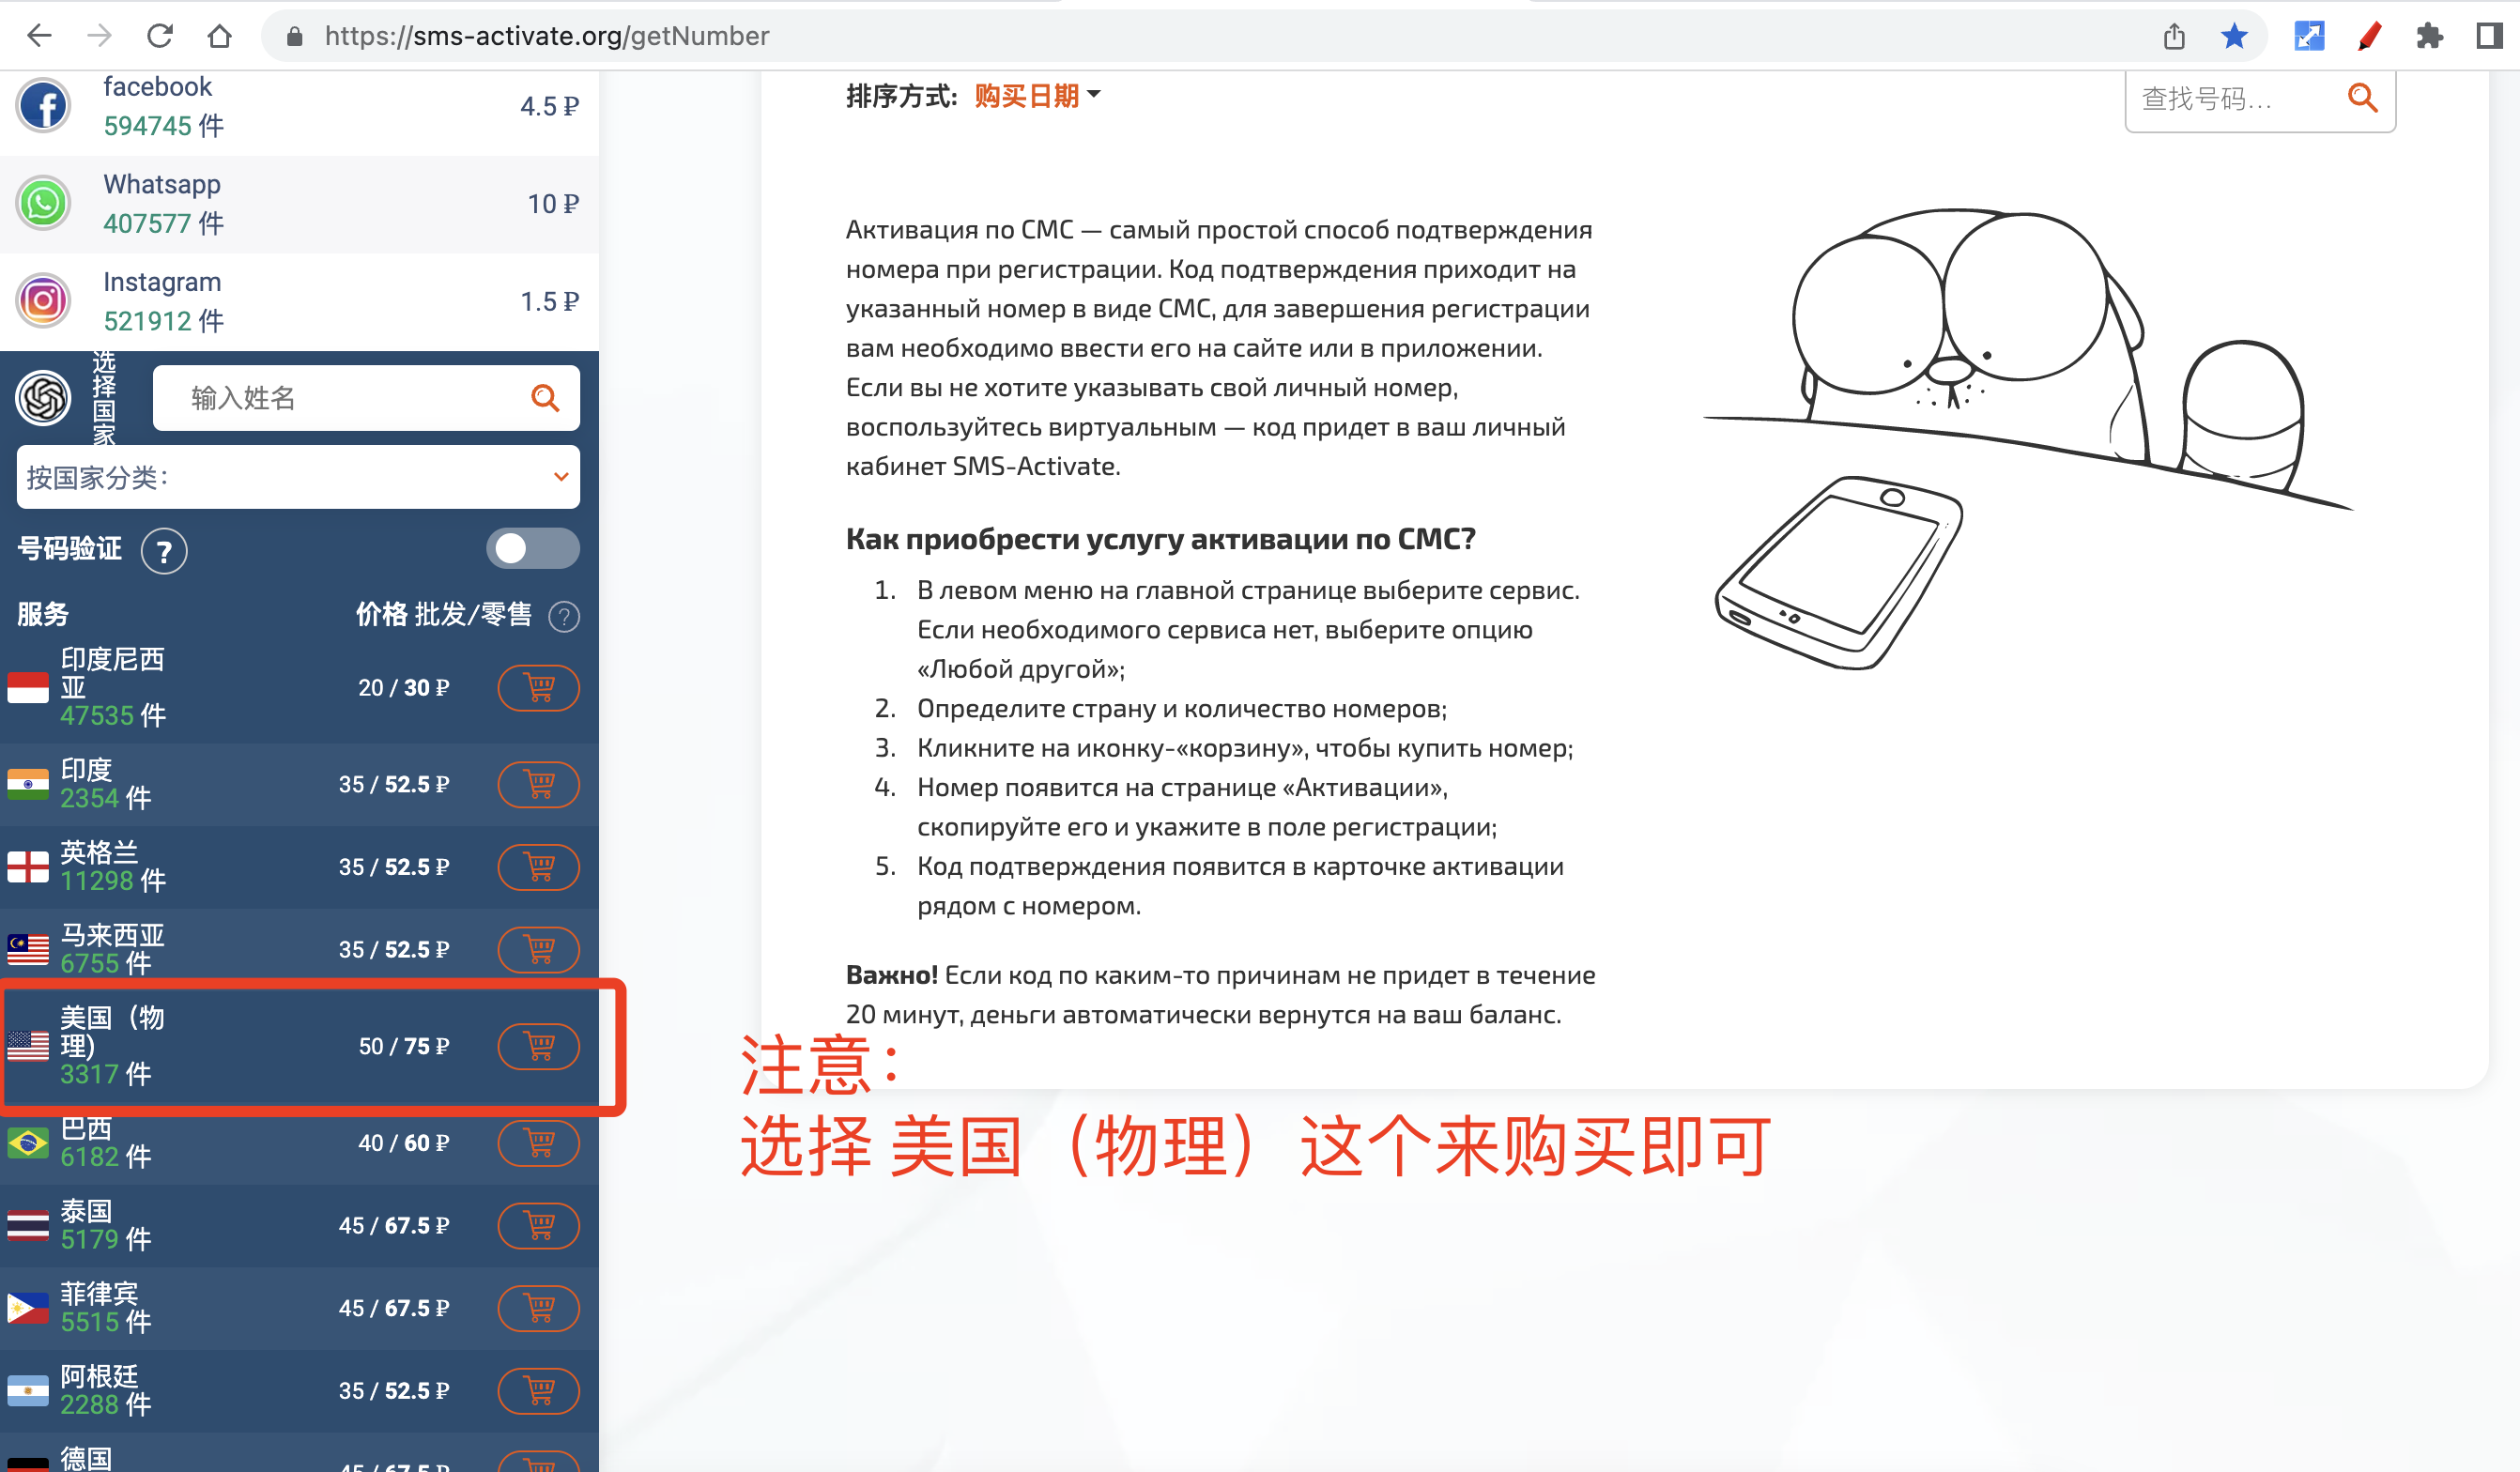 https://sms-activate.org/getNumber
facebook
594745 件
4.5 ₽
Whatsapp
407577 件
10 ₽
Instagram
521912 件
1.5 ₽
选择国家
输入姓名
按国家分类：
号码验证 ?
服务
价格 批发/零售 ?
印度尼西
亚
47535 件
20 / 30 ₽
印度
2354 件
35 / 52.5 ₽
英格兰
11298 件
35 / 52.5 ₽
马来西亚
6755 件
35 / 52.5 ₽
美国（物
理)
3317 件
50 / 75 ₽
巴西
6182 件
40 / 60 ₽
泰国
5179 件
45 / 67.5 ₽
菲律宾
5515 件
45 / 67.5 ₽
阿根廷
2288 件
35 / 52.5 ₽
德国
45 / 67.5 ₽
排序方式: 购买日期
查找号码...
Активация по СМС — самый простой способ подтверждения
номера при регистрации. Код подтверждения приходит на
указанный номер в виде СМС, для завершения регистрации
вам необходимо ввести его на сайте или в приложении.
Если вы не хотите указывать свой личный номер,
воспользуйтесь виртуальным — код придет в ваш личный
кабинет SMS-Activate.
Как приобрести услугу активации по СМС?
1. В левом меню на главной странице выберите сервис.
Если необходимого сервиса нет, выберите опцию
«Любой другой»;
2. Определите страну и количество номеров;
3. Кликните на иконку-«корзину», чтобы купить номер;
4. Номер появится на странице «Активации»,
скопируйте его и укажите в поле регистрации;
5. Код подтверждения появится в карточке активации
рядом с номером.
Важно! Если код по каким-то причинам не придет в течение
20 минут, деньги автоматически вернутся на ваш баланс.
注意：
选择 美国（物理）这个来购买即可